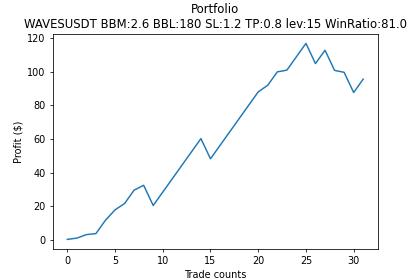 Portfolio
WAVESUSDT BBM:2.6 BBL:180 SL:1.2 TP:0.8 lev:15 WinRatio:81.0
120
100
80
60
40
20
0
Profit ($)
0 5 10 15 20 25 30
Trade counts